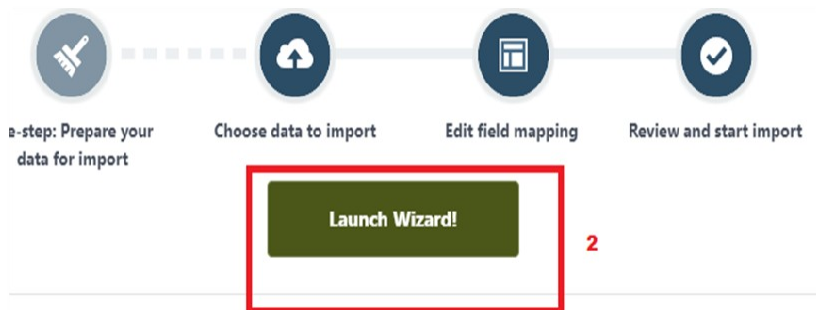 e-step: Prepare your
data for import
Choose data to import
Edit field mapping
Review and start import
Launch Wizard!
2